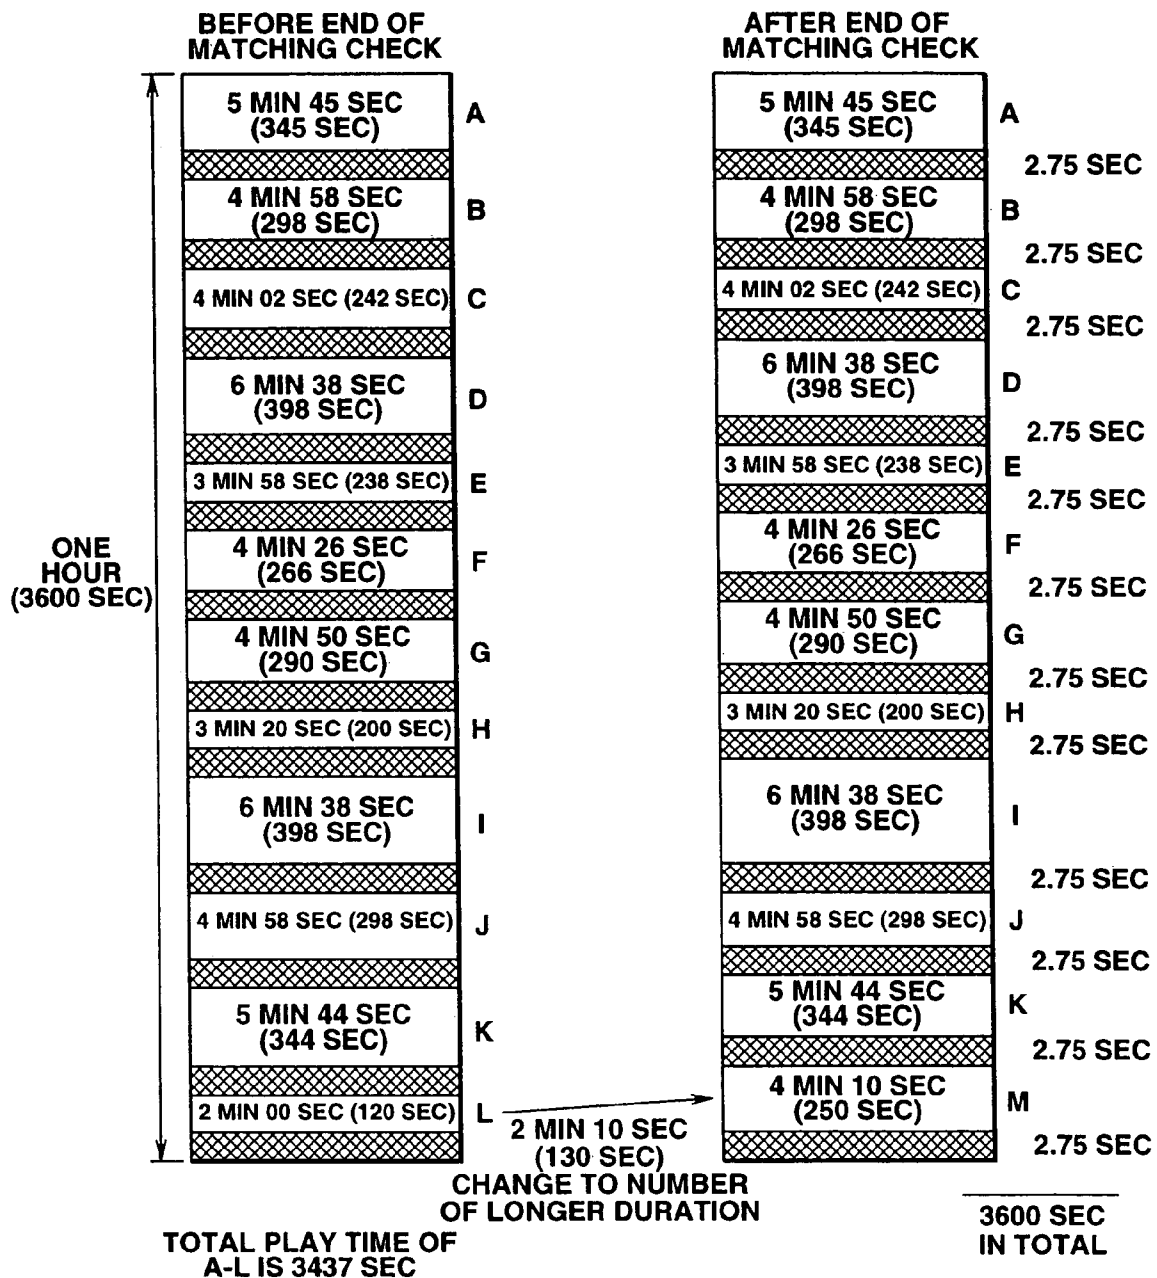 BEFORE END OF
MATCHING CHECK
5 MIN 45 SEC
(345 SEC)
A
4 MIN 58 SEC
(298 SEC)
B
4 MIN 02 SEC (242 SEC)
C
6 MIN 38 SEC
(398 SEC)
D
3 MIN 58 SEC (238 SEC)
E
4 MIN 26 SEC
(266 SEC)
F
4 MIN 50 SEC
(290 SEC)
G
3 MIN 20 SEC (200 SEC)
H
6 MIN 38 SEC
(398 SEC)
I
4 MIN 58 SEC (298 SEC)
J
5 MIN 44 SEC
(344 SEC)
K
2 MIN 00 SEC (120 SEC)
L
ONE
HOUR
(3600 SEC)
TOTAL PLAY TIME OF
A-L IS 3437 SEC
2 MIN 10 SEC
(130 SEC)
CHANGE TO NUMBER
OF LONGER DURATION
AFTER END OF
MATCHING CHECK
5 MIN 45 SEC
(345 SEC)
A
2.75 SEC
4 MIN 58 SEC
(298 SEC)
B
2.75 SEC
4 MIN 02 SEC (242 SEC)
C
2.75 SEC
6 MIN 38 SEC
(398 SEC)
D
2.75 SEC
3 MIN 58 SEC (238 SEC)
E
2.75 SEC
4 MIN 26 SEC
(266 SEC)
F
2.75 SEC
4 MIN 50 SEC
(290 SEC)
G
2.75 SEC
3 MIN 20 SEC (200 SEC)
H
2.75 SEC
6 MIN 38 SEC
(398 SEC)
I
2.75 SEC
4 MIN 58 SEC (298 SEC)
J
2.75 SEC
5 MIN 44 SEC
(344 SEC)
K
2.75 SEC
4 MIN 10 SEC
(250 SEC)
M
2.75 SEC
3600 SEC
IN TOTAL